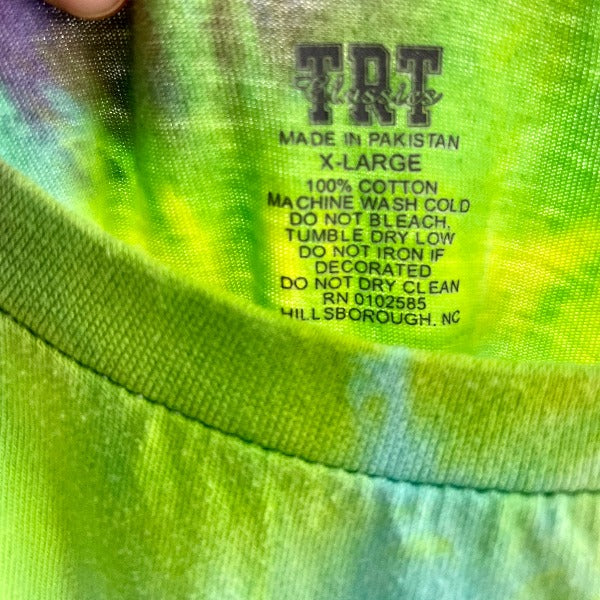 TRT
Classics
MADE IN PAKISTAN
X-LARGE
100% COTTON
MACHINE WASH COLD
DO NOT BLEACH.
TUMBLE DRY LOW
DO NOT IRON IF
DECORATED
DO NOT DRY CLEAN
RN 0102585
HILLSBOROUGH. NC